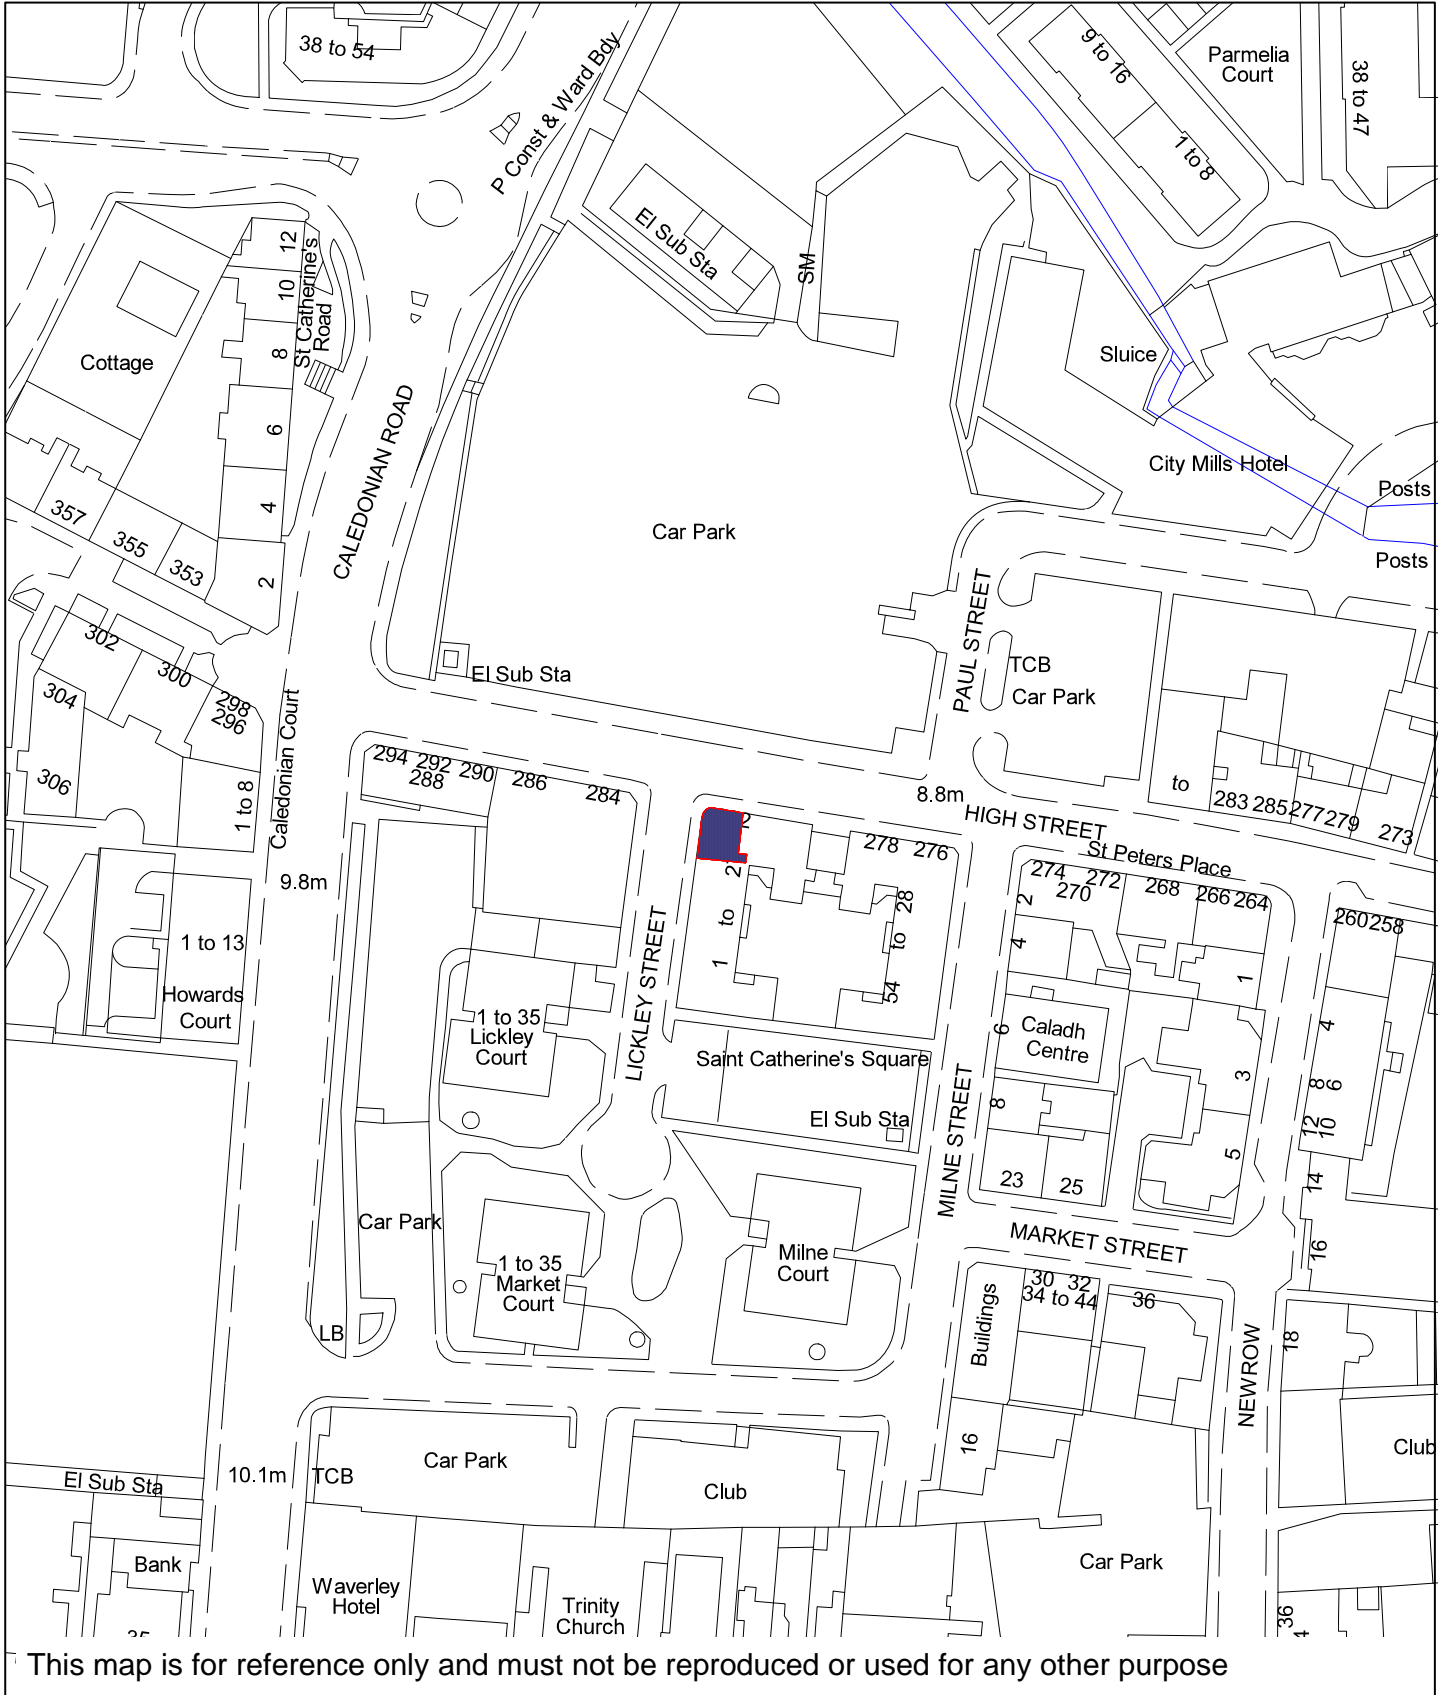 38 to 54
P Const & Ward Bdy
9 to 16
Parmelia
Court
38 to 47
1 to 8
El Sub Sta
SM
12
10
St Catherine's
Road
8
6
4
2
Cottage
CALEDONIAN ROAD
Sluice
City Mills Hotel
Posts
Posts
357
355
353
Car Park
PAUL STREET
302
300
298
296
304
306
1 to 8
Caledonian Court
El Sub Sta
TCB
Car Park
294
292
290
288
286
284
8.8m
HIGH STREET
to
283
285
277
279
273
278
276
St Peters Place
274
272
270
268
266
264
260
258
9.8m
2
4
28
to
54
1
to
1
1 to 13
Howards
Court
LICKLEY STREET
1 to 35
Lickley
Court
Saint Catherine's Square
El Sub Sta
MILNE STREET
6
Caladh
Centre
8
23
25
3
5
4
8
6
12
10
14
16
Car Park
1 to 35
Market
Court
Milne
Court
MARKET STREET
LB
Buildings
30
32
34 to 44
36
NEWROW
18
Club
16
El Sub Sta
10.1m
TCB
Car Park
Club
Bank
Waverley
Hotel
Trinity
Church
Car Park
36
This map is for reference only and must not be reproduced or used for any other purpose